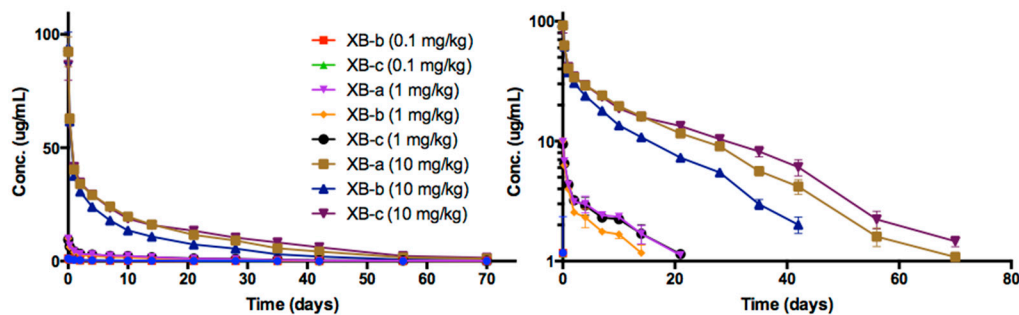 100
50
0
Conc. (ug/mL)
0 10 20 30 40 50 60 70
Time (days)
XB-b (0.1 mg/kg)
XB-c (0.1 mg/kg)
XB-a (1 mg/kg)
XB-b (1 mg/kg)
XB-c (1 mg/kg)
XB-a (10 mg/kg)
XB-b (10 mg/kg)
XB-c (10 mg/kg)
100
10
1
Conc. (ug/mL)
0 20 40 60 80
Time (days)